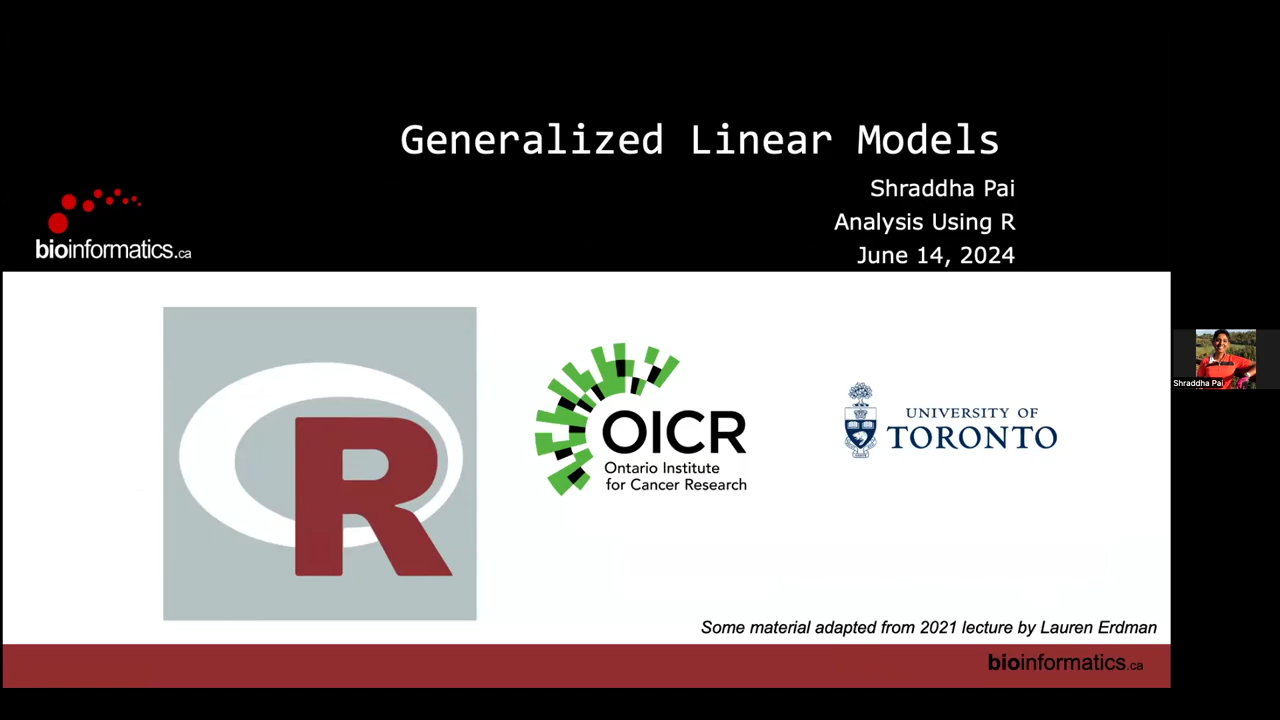 Generalized Linear Models
Shraddha Pai
Analysis Using R
June 14, 2024
bioinformatics.ca
R
OICR
Ontario Institute
for Cancer Research
UNIVERSITY OF
TORONTO
Shraddha Pai
Some material adapted from 2021 lecture by Lauren Erdman
bioinformatics.ca